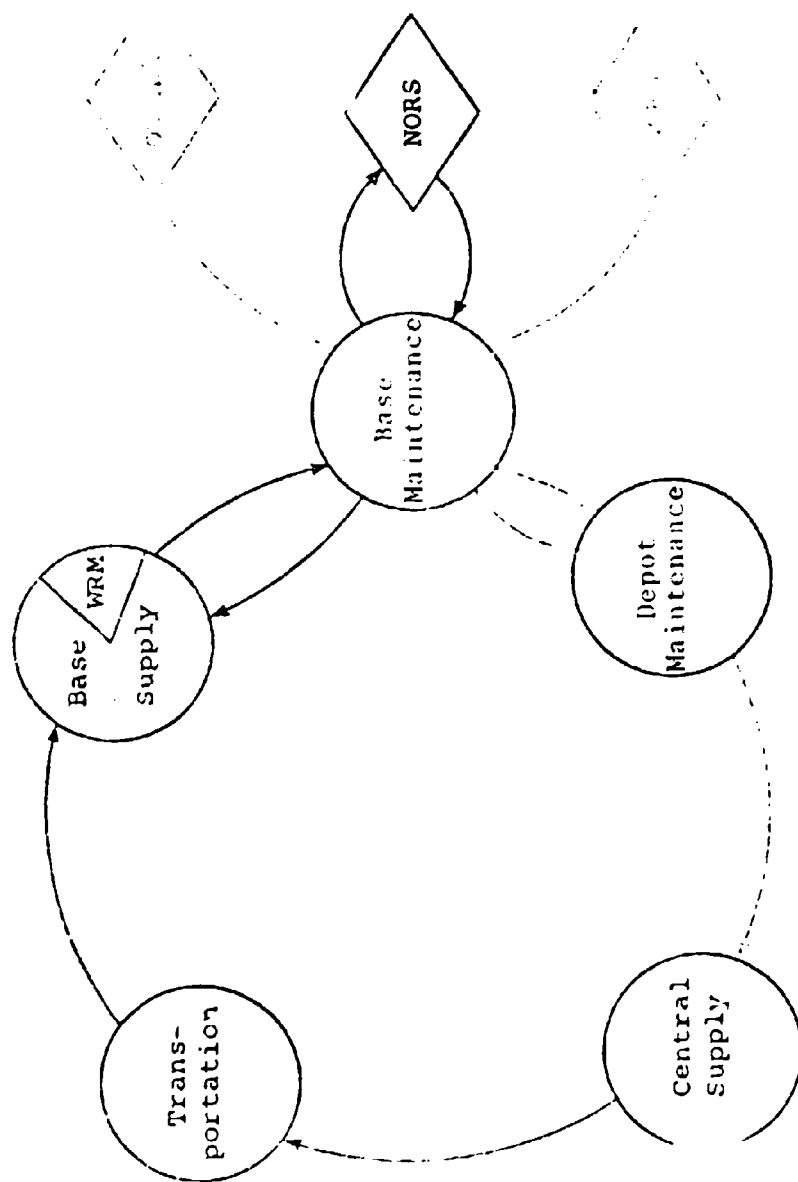 NORS
Base
Maintenance
WRM
Base
Supply
Depot
Maintenance
Trans-
portation
Central
Supply